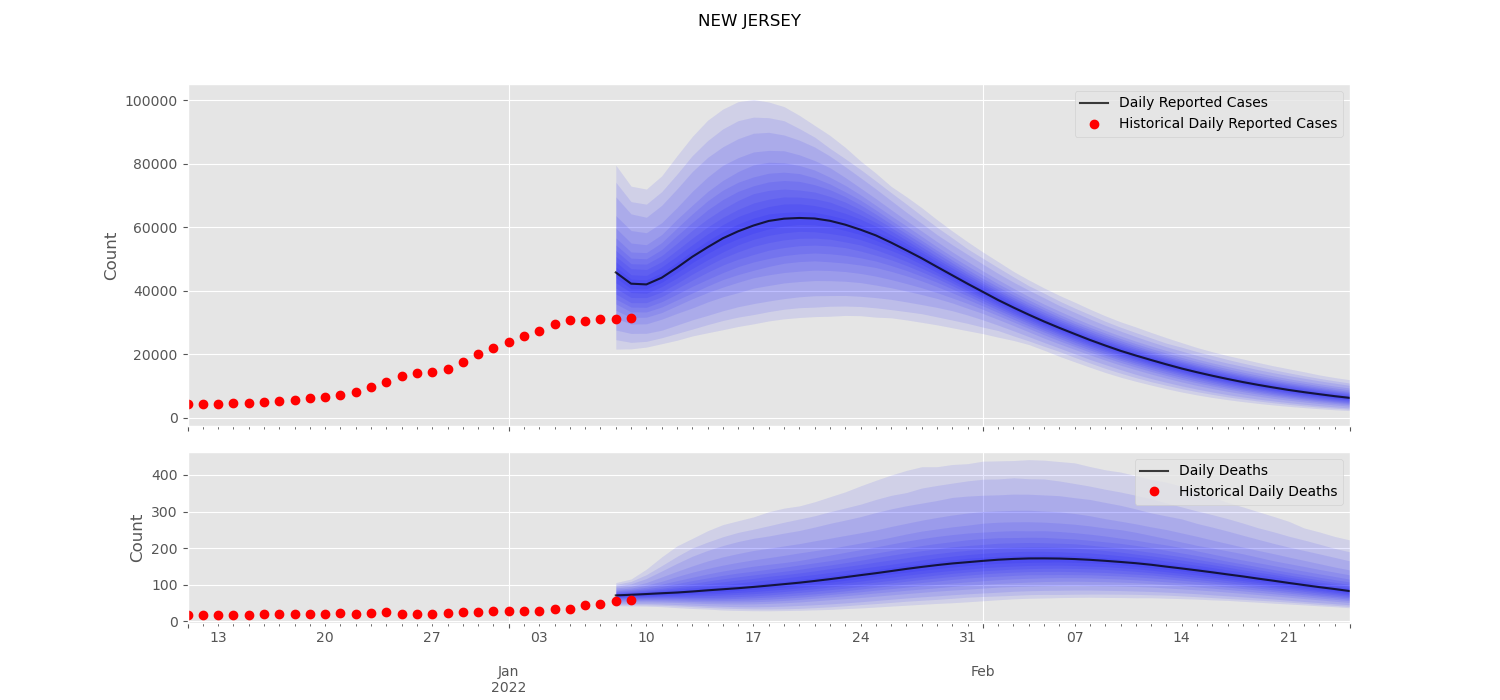 NEW JERSEY
100000
80000
60000
40000
20000
0
Count
Daily Reported Cases
Historical Daily Reported Cases
400
300
200
100
0
Count
Daily Deaths
Historical Daily Deaths
13 20 27 03 10 17 24 31 07 14 21
Jan Feb
2022